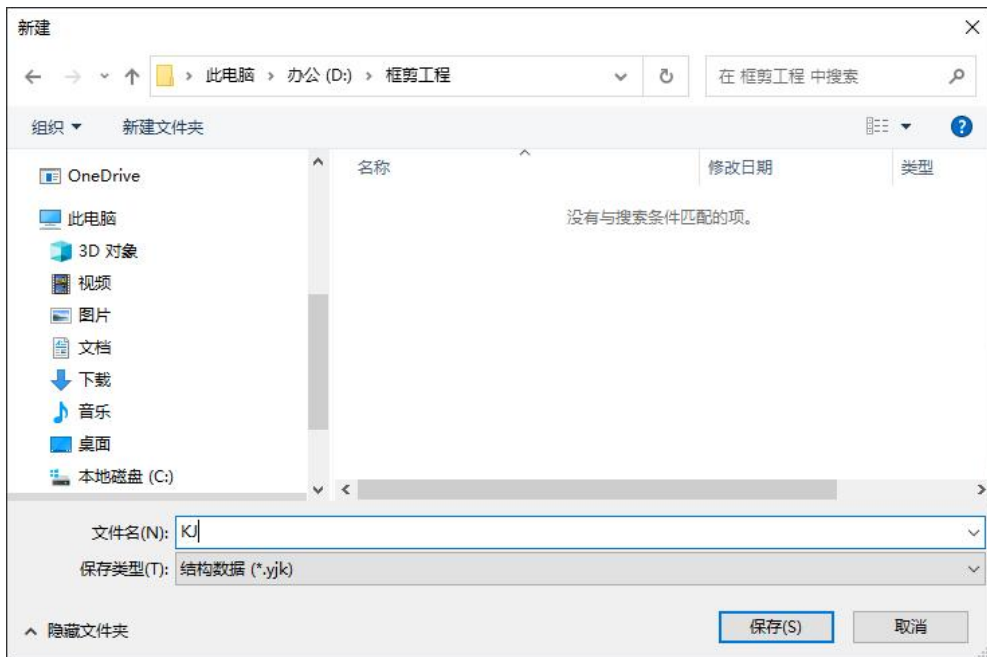 新建
此电脑 > 办公 (D:) > 框剪工程
在 框剪工程 中搜索
组织
新建文件夹
名称
修改日期
类型
没有与搜索条件匹配的项。
OneDrive
此电脑
3D 对象
视频
图片
文档
下载
音乐
桌面
本地磁盘 (C:)
文件名(N): KJ
保存类型(T): 结构数据 (*.yjk)
隐藏文件夹
保存(S)
取消